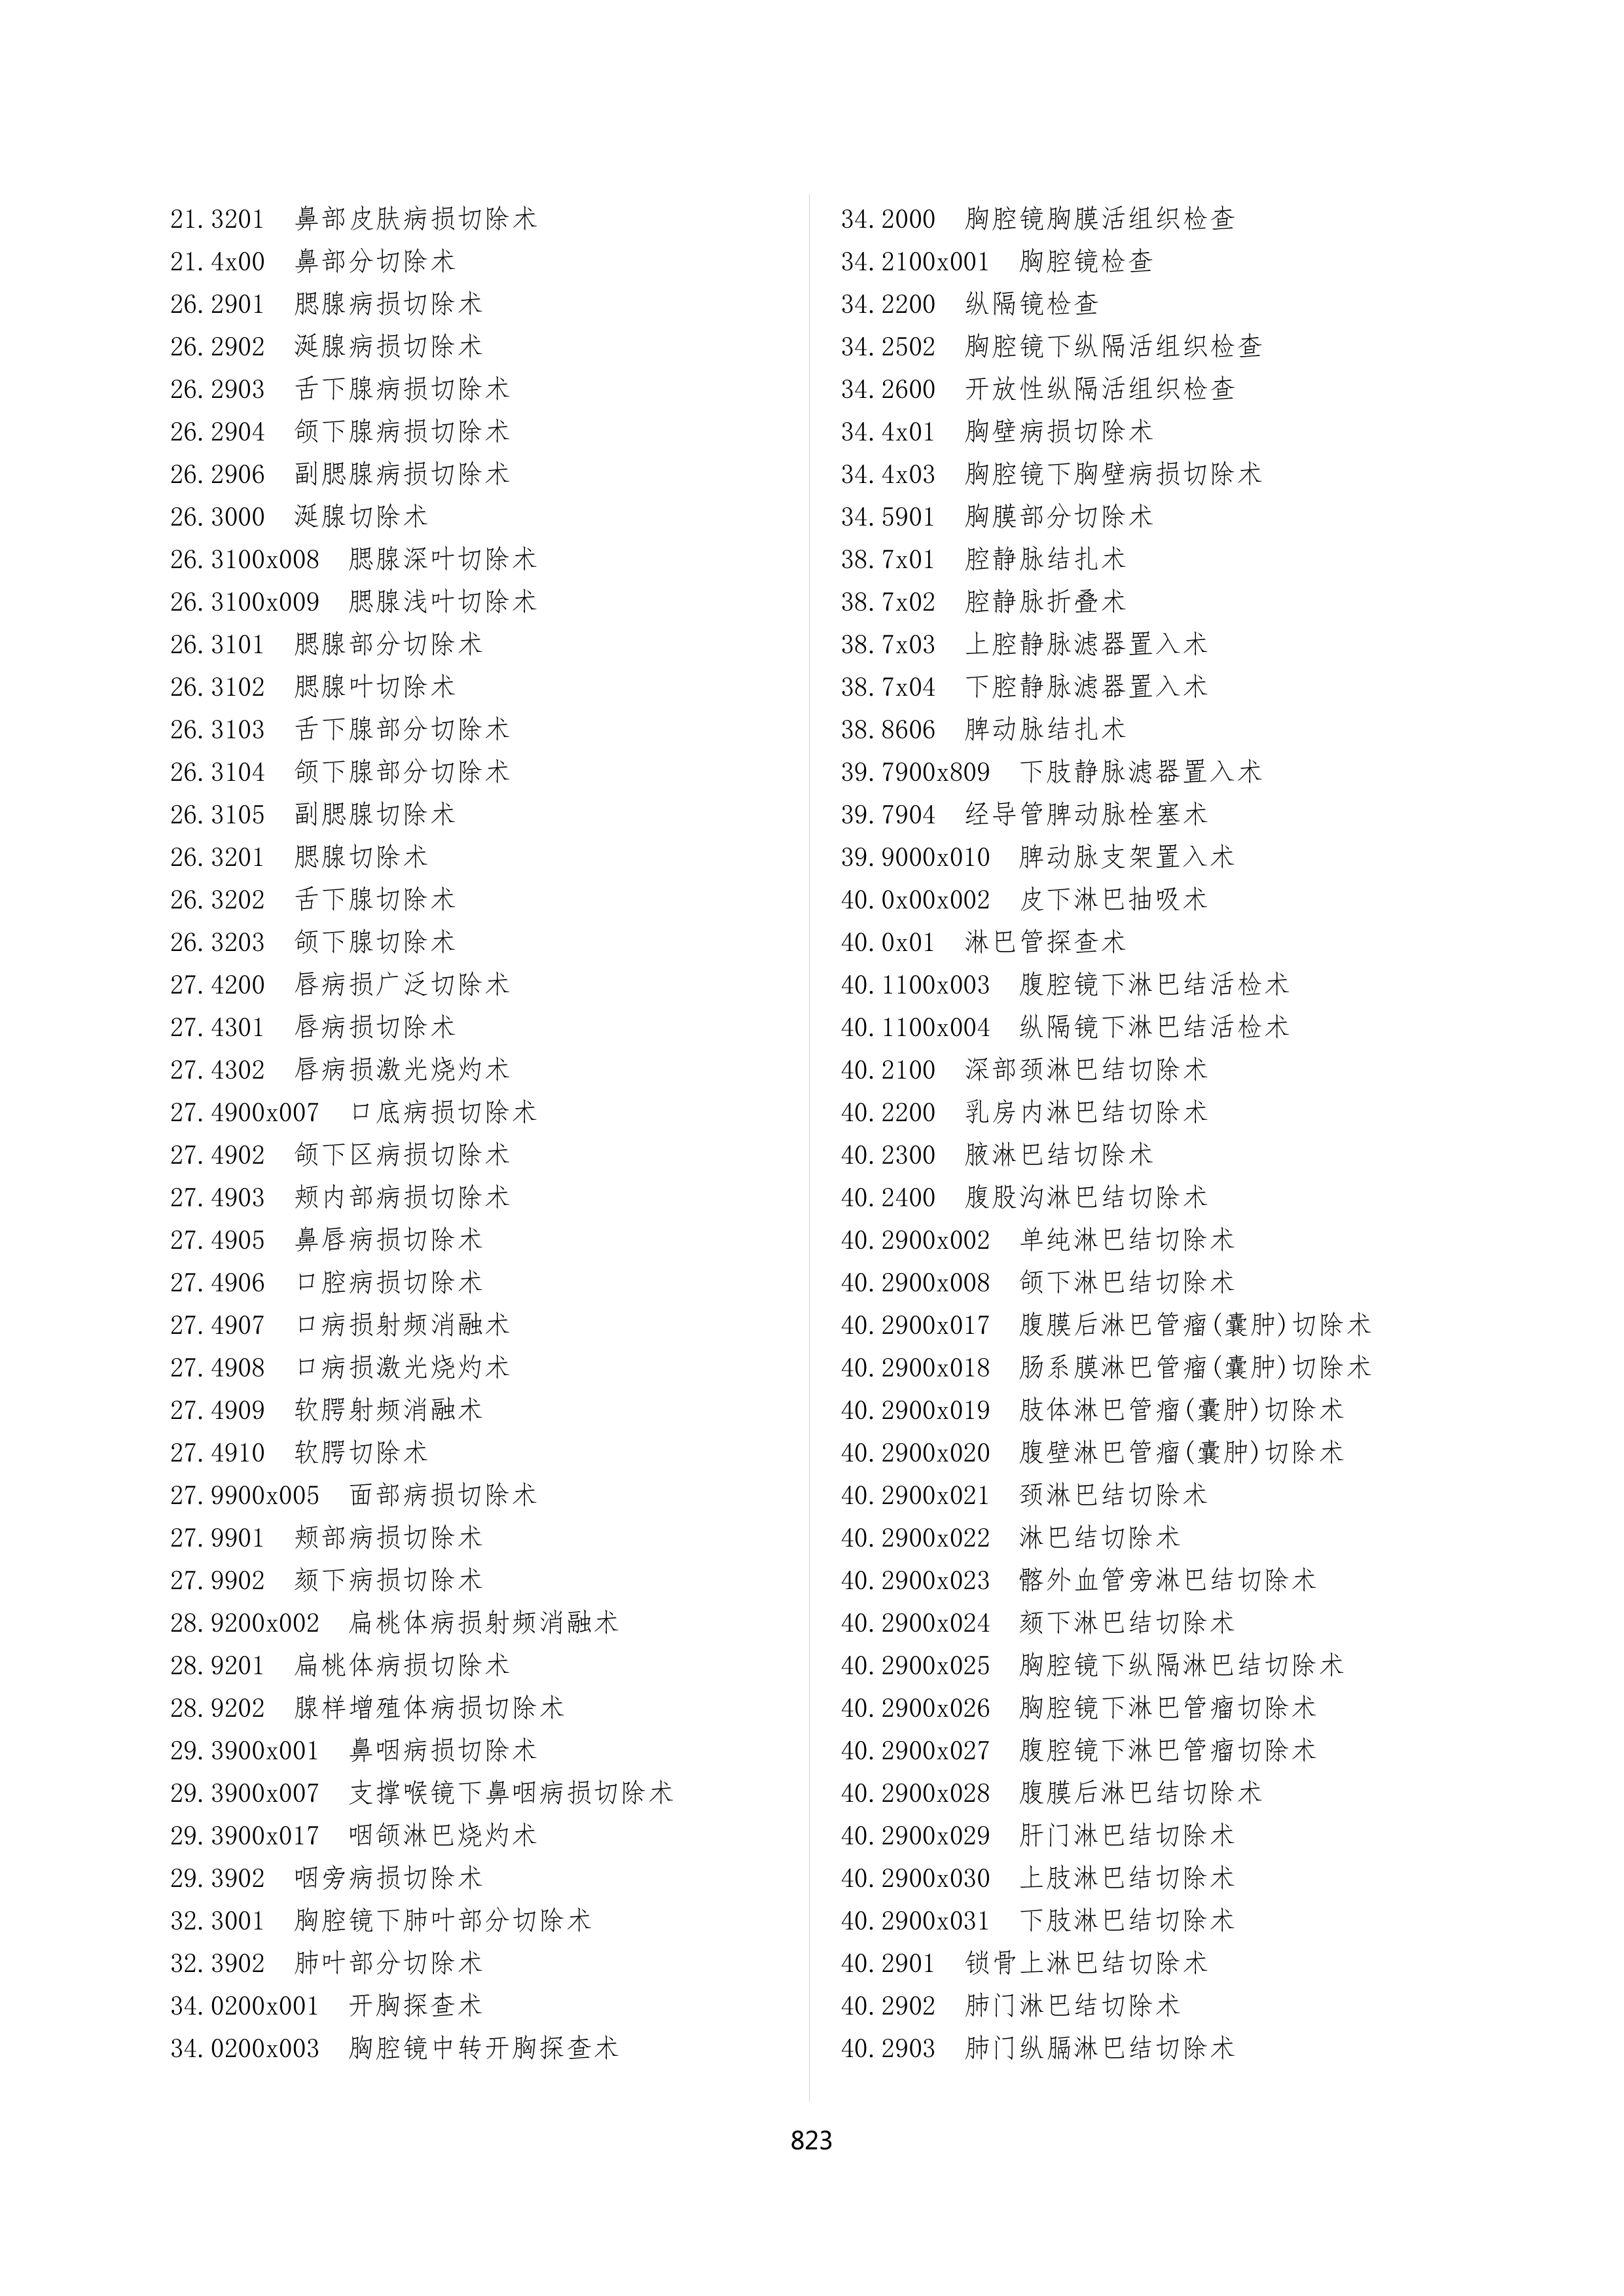 21.3201 鼻部皮肤病损切除术
21.4x00 鼻部分切除术
26.2901 腮腺病损切除术
26.2902 涎腺病损切除术
26.2903 舌下腺病损切除术
26.2904 颌下腺病损切除术
26.2906 副腮腺病损切除术
26.3000 涎腺切除术
26.3100x008 腮腺深叶切除术
26.3100x009 腮腺浅叶切除术
26.3101 腮腺部分切除术
26.3102 腮腺叶切除术
26.3103 舌下腺部分切除术
26.3104 颌下腺部分切除术
26.3105 副腮腺切除术
26.3201 腮腺切除术
26.3202 舌下腺切除术
26.3203 颌下腺切除术
27.4200 唇病损广泛切除术
27.4301 唇病损切除术
27.4302 唇病损激光烧灼术
27.4900x007 口底病损切除术
27.4902 颌下区病损切除术
27.4903 颊内部病损切除术
27.4905 鼻唇病损切除术
27.4906 口腔病损切除术
27.4907 口病损射频消融术
27.4908 口病损激光烧灼术
27.4909 软腭射频消融术
27.4910 软腭切除术
27.9900x005 面部病损切除术
27.9901 颊部病损切除术
27.9902 颏下病损切除术
28.9200x002 扁桃体病损射频消融术
28.9201 扁桃体病损切除术
28.9202 腺样增殖体病损切除术
29.3900x001 鼻咽病损切除术
29.3900x007 支撑喉镜下鼻咽病损切除术
29.3900x017 咽颌淋巴烧灼术
29.3902 咽旁病损切除术
32.3001 胸腔镜下肺叶部分切除术
32.3902 肺叶部分切除术
34.0200x001 开胸探查术
34.0200x003 胸腔镜中转开胸探查术
34.2000 胸腔镜胸膜活组织检查
34.2100x001 胸腔镜检查
34.2200 纵隔镜检查
34.2502 胸腔镜下纵隔活组织检查
34.2600 开放性纵隔活组织检查
34.4x01 胸壁病损切除术
34.4x03 胸腔镜下胸壁病损切除术
34.5901 胸膜部分切除术
38.7x01 腔静脉结扎术
38.7x02 腔静脉折叠术
38.7x03 上腔静脉滤器置入术
38.7x04 下腔静脉滤器置入术
38.8606 脾动脉结扎术
39.7900x809 下肢静脉滤器置入术
39.7904 经导管脾动脉栓塞术
39.9000x010 脾动脉支架置入术
40.0x00x002 皮下淋巴抽吸术
40.0x01 淋巴管探查术
40.1100x003 腹腔镜下淋巴结活检术
40.1100x004 纵隔镜下淋巴结活检术
40.2100 深部颈淋巴结切除术
40.2200 乳房内淋巴结切除术
40.2300 腋淋巴结切除术
40.2400 腹股沟淋巴结切除术
40.2900x002 单纯淋巴结切除术
40.2900x008 颌下淋巴结切除术
40.2900x017 腹膜后淋巴管瘤(囊肿)切除术
40.2900x018 肠系膜淋巴管瘤(囊肿)切除术
40.2900x019 肢体淋巴管瘤(囊肿)切除术
40.2900x020 腹壁淋巴管瘤(囊肿)切除术
40.2900x021 颈淋巴结切除术
40.2900x022 淋巴结切除术
40.2900x023 髂外血管旁淋巴结切除术
40.2900x024 颏下淋巴结切除术
40.2900x025 胸腔镜下纵隔淋巴结切除术
40.2900x026 胸腔镜下淋巴管瘤切除术
40.2900x027 腹腔镜下淋巴管瘤切除术
40.2900x028 腹膜后淋巴结切除术
40.2900x029 肝门淋巴结切除术
40.2900x030 上肢淋巴结切除术
40.2900x031 下肢淋巴结切除术
40.2901 锁骨上淋巴结切除术
40.2902 肺门淋巴结切除术
40.2903 肺门纵膈淋巴结切除术
823